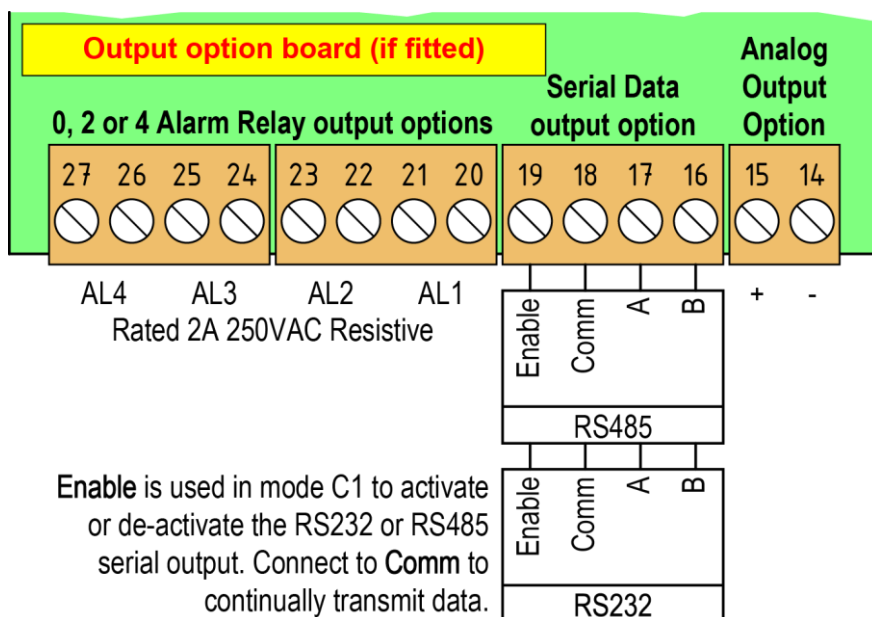 Output option board (if fitted)
Analog
Output
Option
Serial Data
output option
0, 2 or 4 Alarm Relay output options
27 26 25 24 23 22 21 20 19 18 17 16 15 14
AL4 AL3 AL2 AL1
Rated 2A 250VAC Resistive
Enable Comm A B
+ -
RS485
Enable Comm A B
RS232
Enable is used in mode C1 to activate
or de-activate the RS232 or RS485
serial output. Connect to Comm to
continually transmit data.